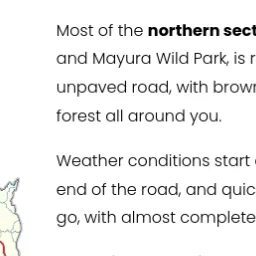 Most of the northern sect
and Mayura Wild Park, is r
unpaved road, with brown
forest all around you.
Weather conditions start
end of the road, and quic
go, with almost complete